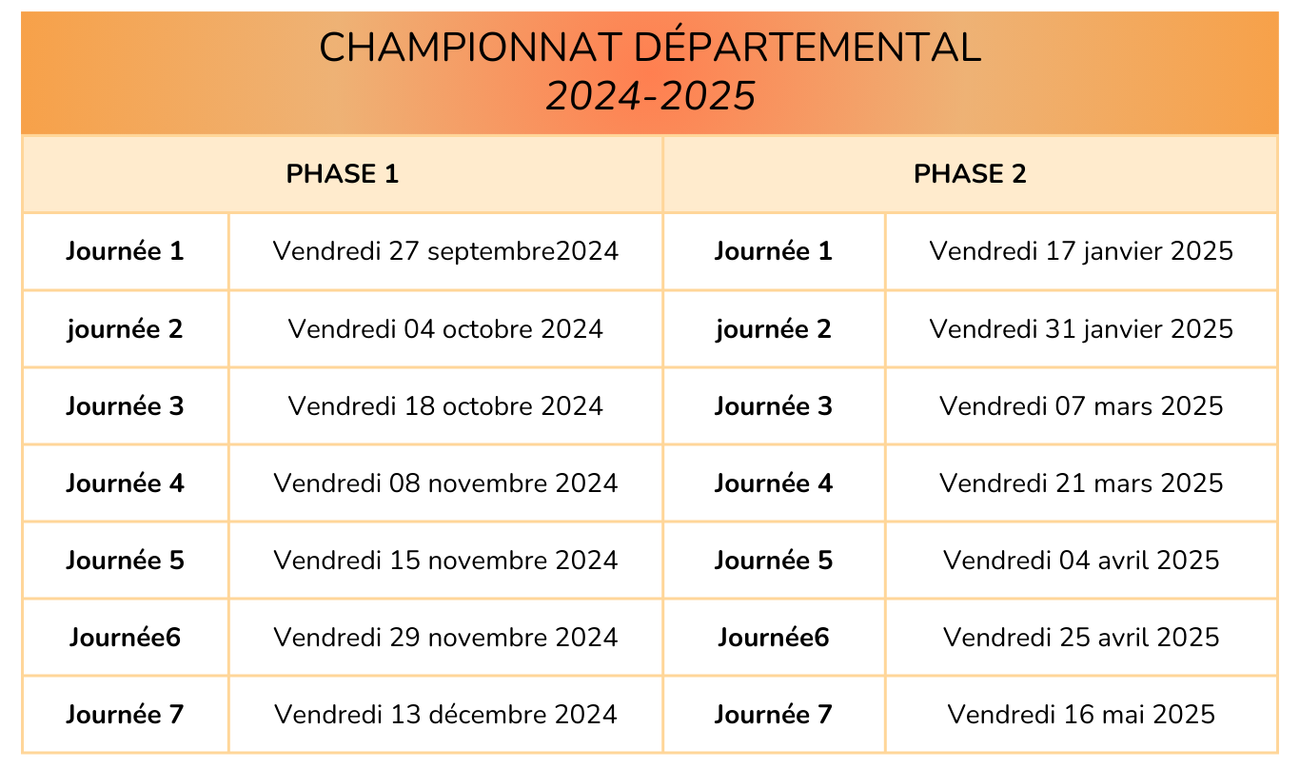 CHAMPIONNAT DÉPARTEMENTAL
2024-2025
PHASE 1 PHASE 2
Journée 1 Vendredi 27 septembre2024 Journée 1 Vendredi 17 janvier 2025
journée 2 Vendredi 04 octobre 2024 journée 2 Vendredi 31 janvier 2025
Journée 3 Vendredi 18 octobre 2024 Journée 3 Vendredi 07 mars 2025
Journée 4 Vendredi 08 novembre 2024 Journée 4 Vendredi 21 mars 2025
Journée 5 Vendredi 15 novembre 2024 Journée 5 Vendredi 04 avril 2025
Journée6 Vendredi 29 novembre 2024 Journée6 Vendredi 25 avril 2025
Journée 7 Vendredi 13 décembre 2024 Journée 7 Vendredi 16 mai 2025